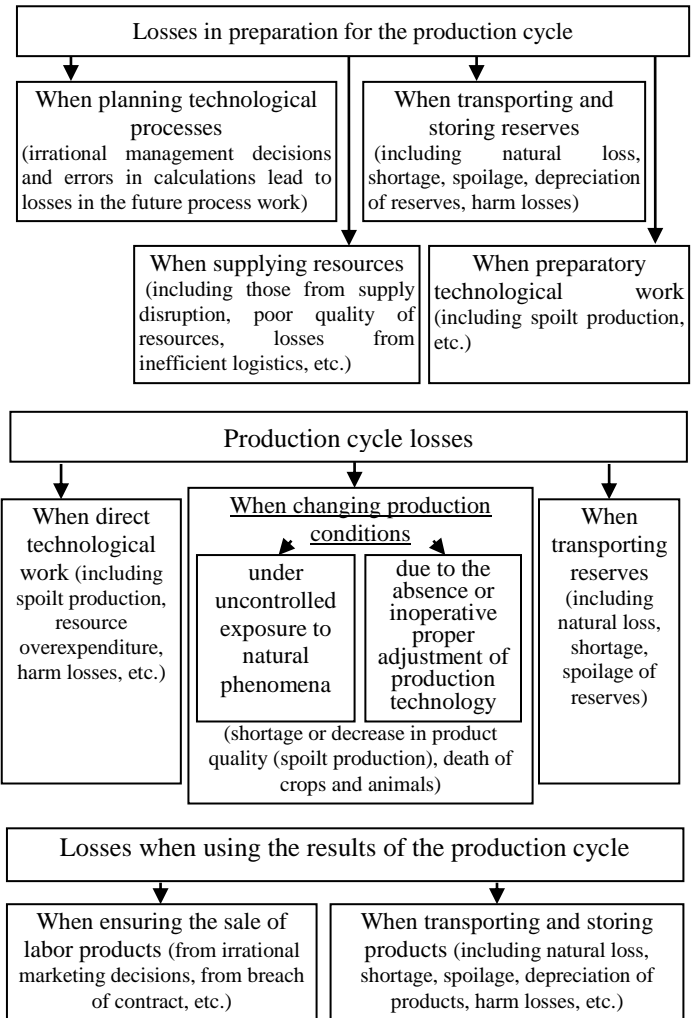 Losses in preparation for the production cycle
When planning technological
processes
(irrational management decisions
and errors in calculations lead to
losses in the future process work)
When transporting and
storing reserves
(including natural loss,
shortage, spoilage, depreciation
of reserves, harm losses)
When supplying resources
(including those from supply
disruption, poor quality of
resources, losses from
inefficient logistics, etc.)
When preparatory
technological work
(including spoilt production,
etc.)
Production cycle losses
When direct
technological
work (including
spoilt production,
resource
overexpenditure,
harm losses, etc.)
When changing production
conditions
under
uncontrolled
exposure to
natural
phenomena
due to the
absence or
inoperative
proper
adjustment of
production
technology
(shortage or decrease in product
quality (spoilt production), death of
crops and animals)
When
transporting
reserves
(including
natural loss,
shortage,
spoilage of
reserves)
Losses when using the results of the production cycle
When ensuring the sale of
labor products (from irrational
marketing decisions, from breach
of contract, etc.)
When transporting and storing
products (including natural loss,
shortage, spoilage, depreciation of
products, harm losses, etc.)